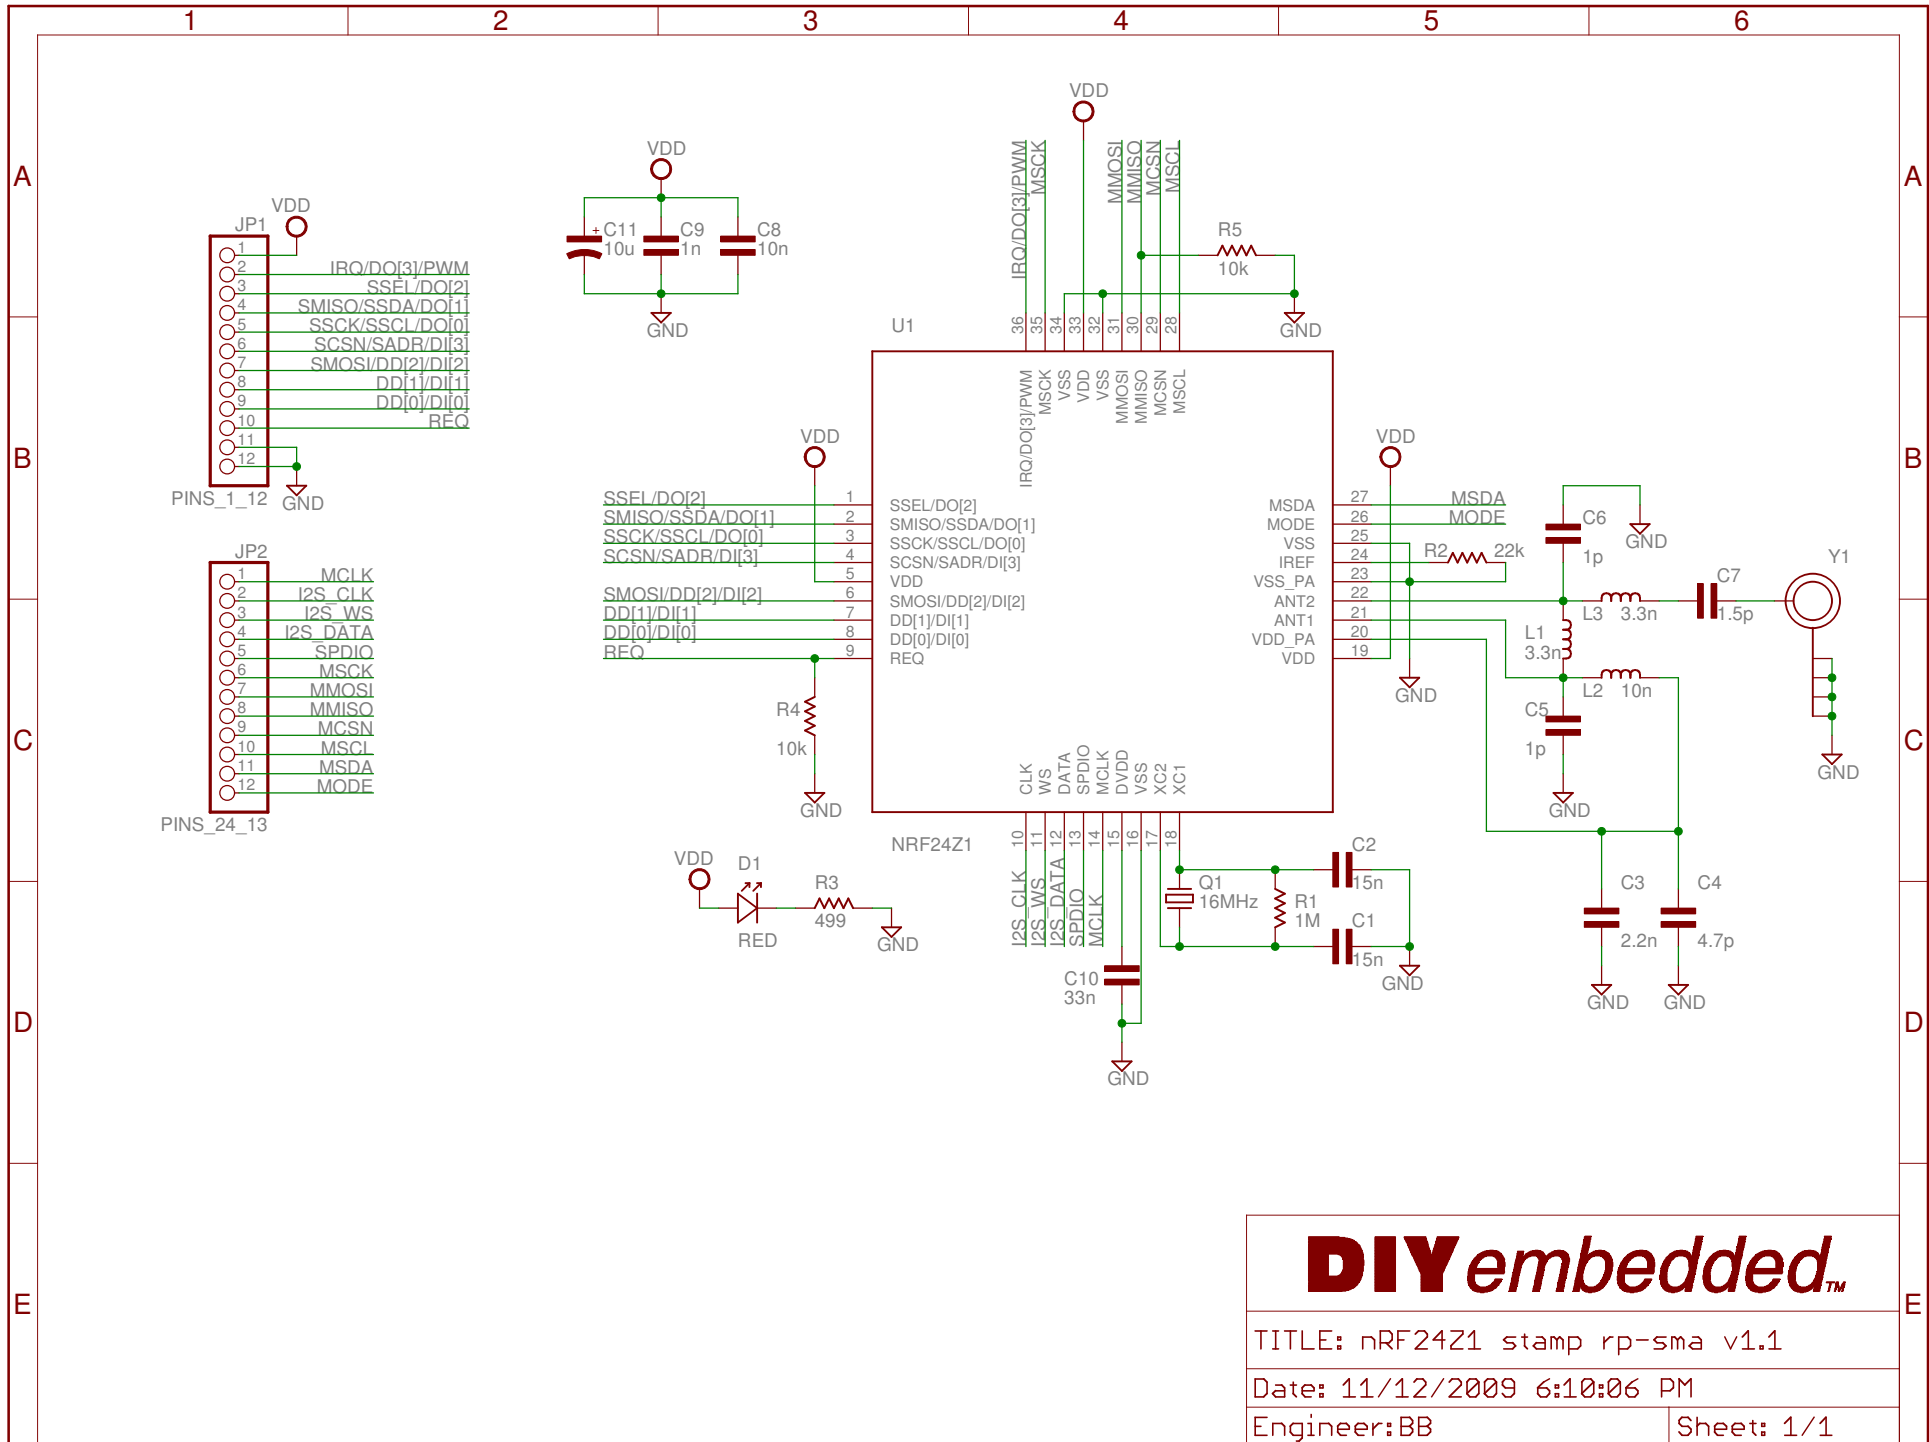 1 2 3 4 5 6
A A
B B
C C
D D
E E
JP1
VDD
1
2 IRQ/DO[3]/PWM
3 SSEL/DO[2]
4 SMISO/SSDA/DO[1]
5 SSCK/SSCL/DO[0]
6 SCSN/SADR/DI[3]
7 SMOSI/DD[2]/DI[2]
8 DD[1]/DI[1]
9 DD[0]/DI[0]
10 REQ
11
12
PINS_1_12
GND
JP2
1 MCLK
2 I2S_CLK
3 I2S_WS
4 I2S_DATA
5 SPDIO
6 MSCK
7 MMOSI
8 MMISO
9 MCSN
10 MSCL
11 MSDA
12 MODE
PINS_24_13
VDD
+ C11
10u
C9
1n
C8
10n
GND
VDD
IRQ/DO[3]/PWM
MSCK
MMOSI
MMISO
MCSN
MSCL
R5
10k
GND
U1
36 35 34 33 32 31 30 29 28
IRQ/DO[3]/PWM
MSCK
VSS
VDD
VSS
MMOSI
MMISO
MCSN
MSCL
VDD
SSEL/DO[2] 1 SSEL/DO[2]
SMISO/SSDA/DO[1] 2 SMISO/SSDA/DO[1]
SSCK/SSCL/DO[0] 3 SSCK/SSCL/DO[0]
SCSN/SADR/DI[3] 4 SCSN/SADR/DI[3]
5 VDD
SMOSI/DD[2]/DI[2] 6 SMOSI/DD[2]/DI[2]
DD[1]/DI[1] 7 DD[1]/DI[1]
DD[0]/DI[0] 8 DD[0]/DI[0]
REQ 9 REQ
R4
10k
GND
VDD
MSDA 27 MSDA
MODE 26 MODE
VSS 25
IREF 24 R2 22k
VSS_PA 23
ANT2 22
ANT1 21
VDD_PA 20
VDD 19
GND
C6
1p
GND
L3 3.3n
C7
1.5p
Y1
GND
L1
3.3n
L2 10n
C5
1p
GND
C3
2.2n
GND
C4
4.7p
GND
CLK
WS
DATA
SPDIO
MCLK
DVDD
VSS
XC2
XC1
NRF24Z1
10 11 12 13 14 15 16 17 18
I2S_CLK
I2S_WS
I2S_DATA
SPDIO
MCLK
C10
33n
GND
Q1
16MHz
R1
1M
C2
15n
C1
15n
GND
VDD
D1
RED
R3
499
GND
DIYembedded™
TITLE: nRF24Z1 stamp rp-sma v1.1
Date: 11/12/2009 6:10:06 PM
Engineer:BB Sheet: 1/1